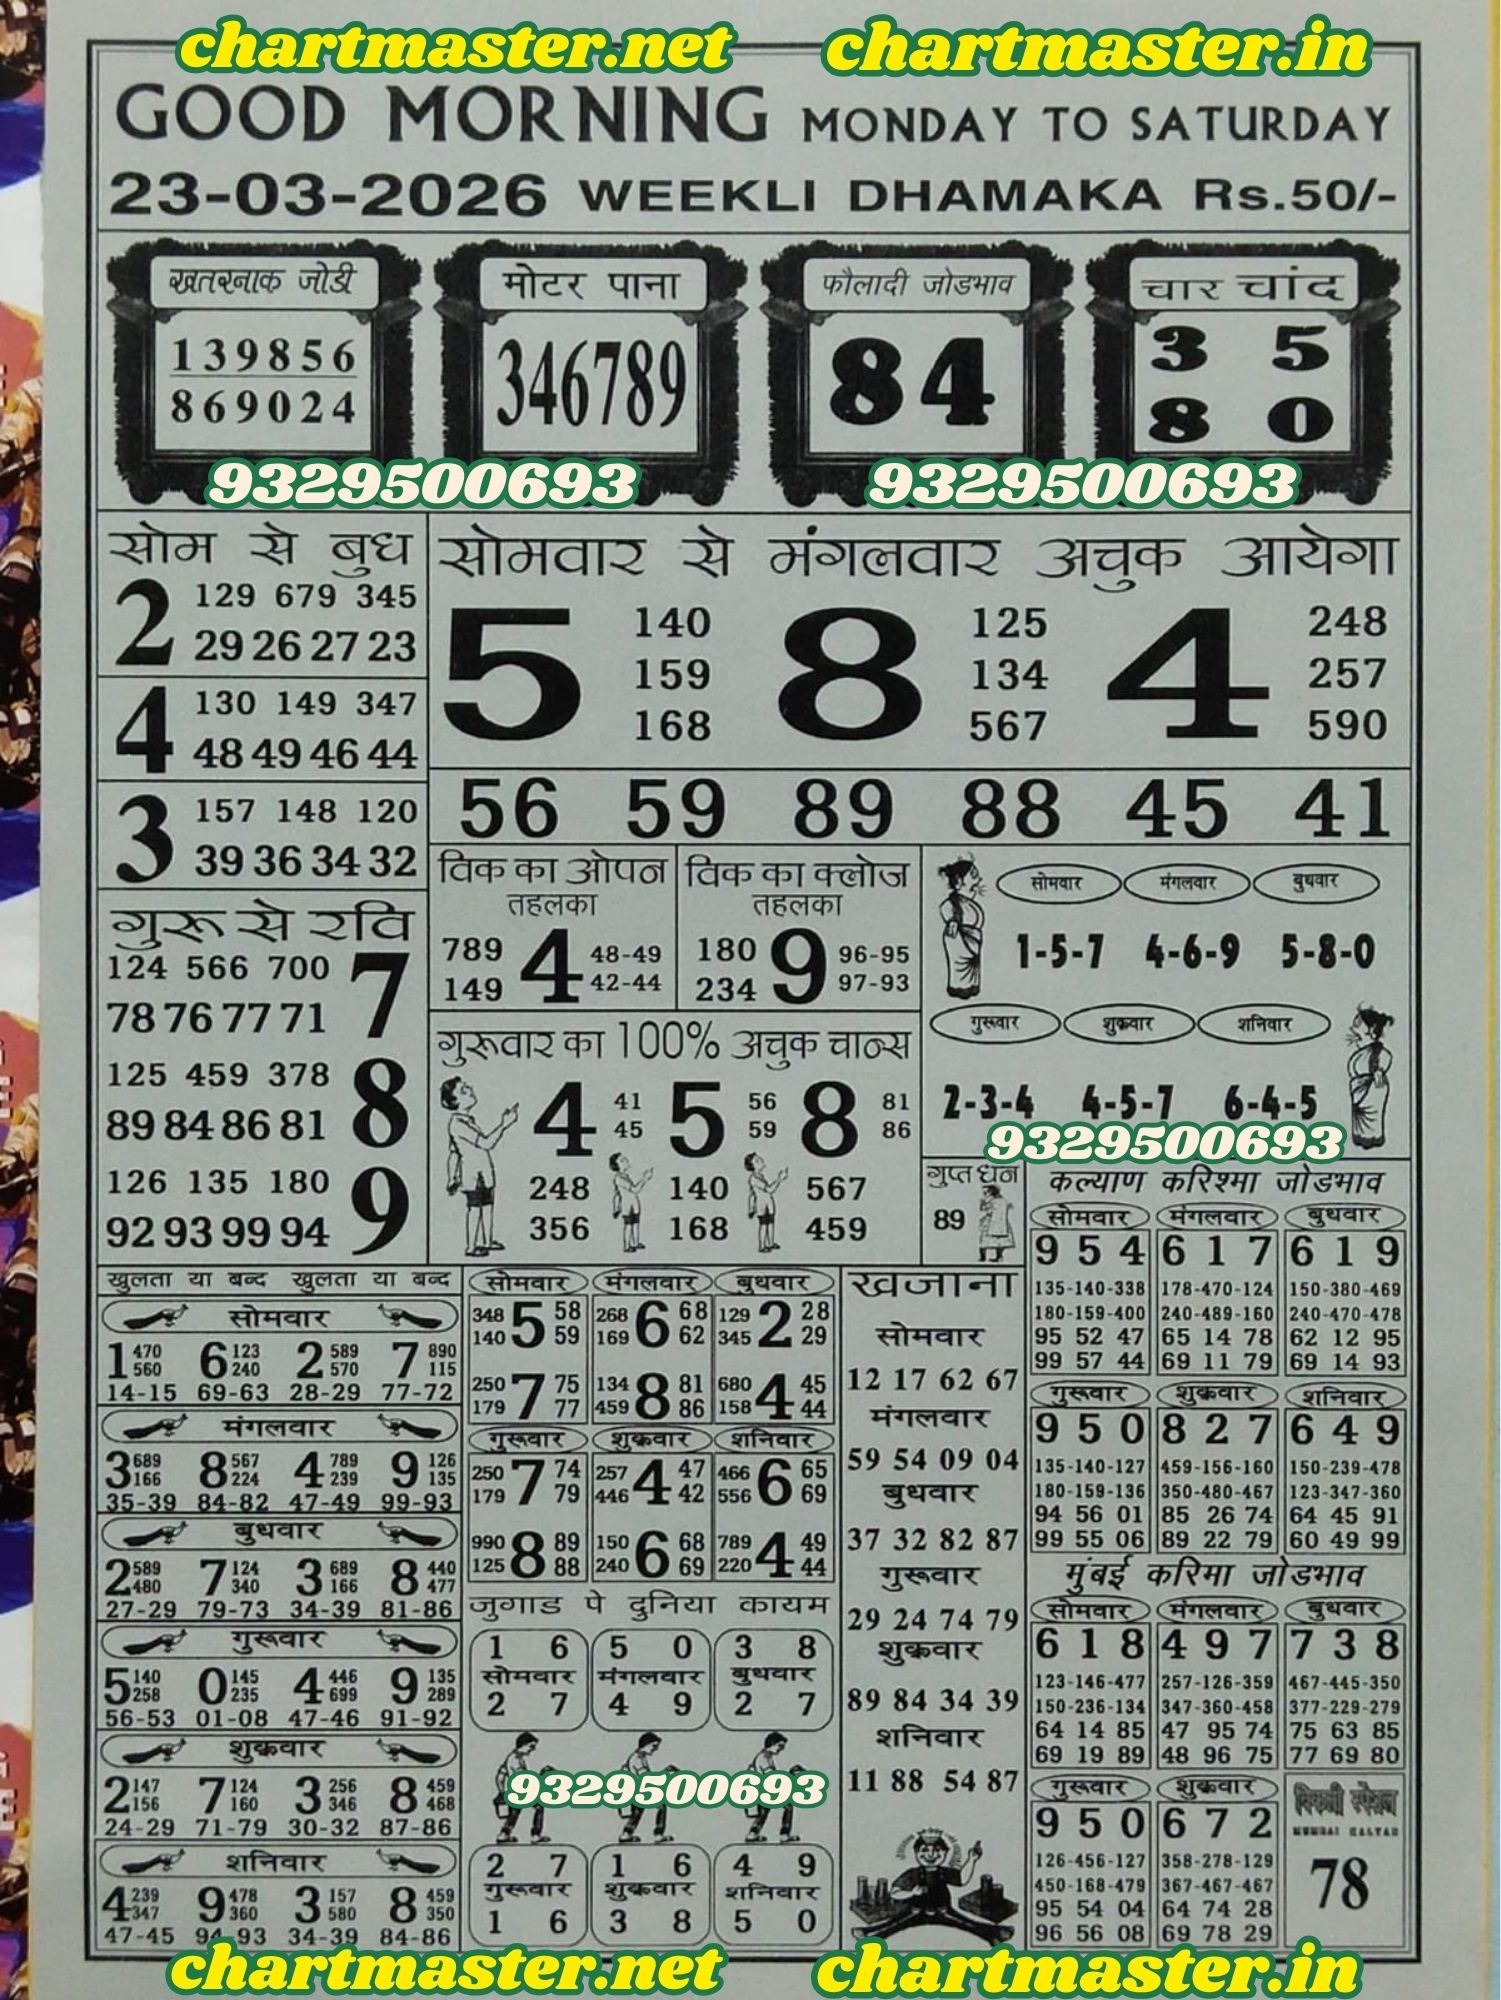 chartmaster.net chartmaster.in
GOOD MORNING MONDAY TO SATURDAY
23-03-2026 WEEKLI DHAMAKA Rs.50/-
खतरनाक जोडी
139856
869024
मोटर पाना
346789
फौलादी जोडभाव
84
चार चांद
3 5
8 0
9329500693 9329500693
सोम से बुध
2 129 679 345
29 26 27 23
4 130 149 347
48 49 46 44
3 157 148 120
39 36 34 32
सोमवार से मंगलवार अचुक आयेगा
5 140 8 125 4 248
159 134 257
168 567 590
56 59 89 88 45 41
गुरू से रवि
124 566 700 7
78 76 77 71
125 459 378 8
89 84 86 81
126 135 180 9
92 93 99 94
विक का ओपन
तहलका
789 4 48-49
149 42-44
विक का क्लोज
तहलका
180 9 96-95
234 97-93
सोमवार मंगलवार बुधवार
1-5-7 4-6-9 5-8-0
गुरूवार शुक्रवार शनिवार
2-3-4 4-5-7 6-4-5
9329500693
गुरूवार का 100% अचुक चान्स
4 41 5 56 8 81
45 59 86
248 140 567
356 168 459
गुप्त धन
89
कल्याण करिश्मा जोडभाव
सोमवार मंगलवार बुधवार
9 5 4 6 1 7 6 1 9
135-140-338 178-470-124 150-380-469
180-159-400 240-489-160 240-470-478
95 52 47 65 14 78 62 12 95
99 57 44 69 11 79 69 14 93
गुरूवार शुक्रवार शनिवार
9 5 0 8 2 7 6 4 9
135-140-127 459-156-160 150-239-478
180-159-136 350-480-467 123-347-360
94 56 01 85 26 74 64 45 91
99 55 06 89 22 79 60 49 99
मुंबई करिमा जोडभाव
सोमवार मंगलवार बुधवार
6 1 8 4 9 7 7 3 8
123-146-477 257-126-359 467-445-350
150-236-134 347-360-458 377-229-279
64 14 85 47 95 74 75 63 85
69 19 89 48 96 75 77 69 80
गुरूवार शुक्रवार
9 5 0 6 7 2
126-456-127 358-278-129
450-168-479 367-467-467
95 54 04 64 74 28
96 56 08 69 78 29
78
खुलता या बन्द खुलता या बन्द
सोमवार
1 470 6 123 2 589 7 890
560 240 570 115
14-15 69-63 28-29 77-72
मंगलवार
3 689 8 567 4 789 9 126
166 224 239 135
35-39 84-82 47-49 99-93
बुधवार
2 589 7 124 3 689 8 440
480 340 166 477
27-29 79-73 34-39 81-86
गुरूवार
5 140 0 145 4 446 9 135
258 235 699 289
56-53 01-08 47-46 91-92
शुक्रवार
2 147 7 124 3 256 8 459
156 160 346 468
24-29 71-79 30-32 87-86
शनिवार
4 239 9 478 3 157 8 459
347 360 580 350
47-45 94-93 34-39 84-86
सोमवार मंगलवार बुधवार
348 5 58 268 6 68 129 2 28
140 59 169 62 345 29
250 7 75 134 8 81 680 4 45
179 77 459 86 158 44
गुरूवार शुक्रवार शनिवार
250 7 74 257 4 47 466 6 65
179 79 446 42 556 69
990 8 89 150 6 68 789 4 49
125 88 240 69 220 44
जुगाड पे दुनिया कायम
1 6 5 0 3 8
सोमवार मंगलवार बुधवार
2 7 4 9 2 7
9329500693
2 7 1 6 4 9
गुरूवार शुक्रवार शनिवार
1 6 3 8 5 0
खजाना
सोमवार
12 17 62 67
मंगलवार
59 54 09 04
बुधवार
37 32 82 87
गुरूवार
29 24 74 79
शुक्रवार
89 84 34 39
शनिवार
11 88 54 87
chartmaster.net chartmaster.in